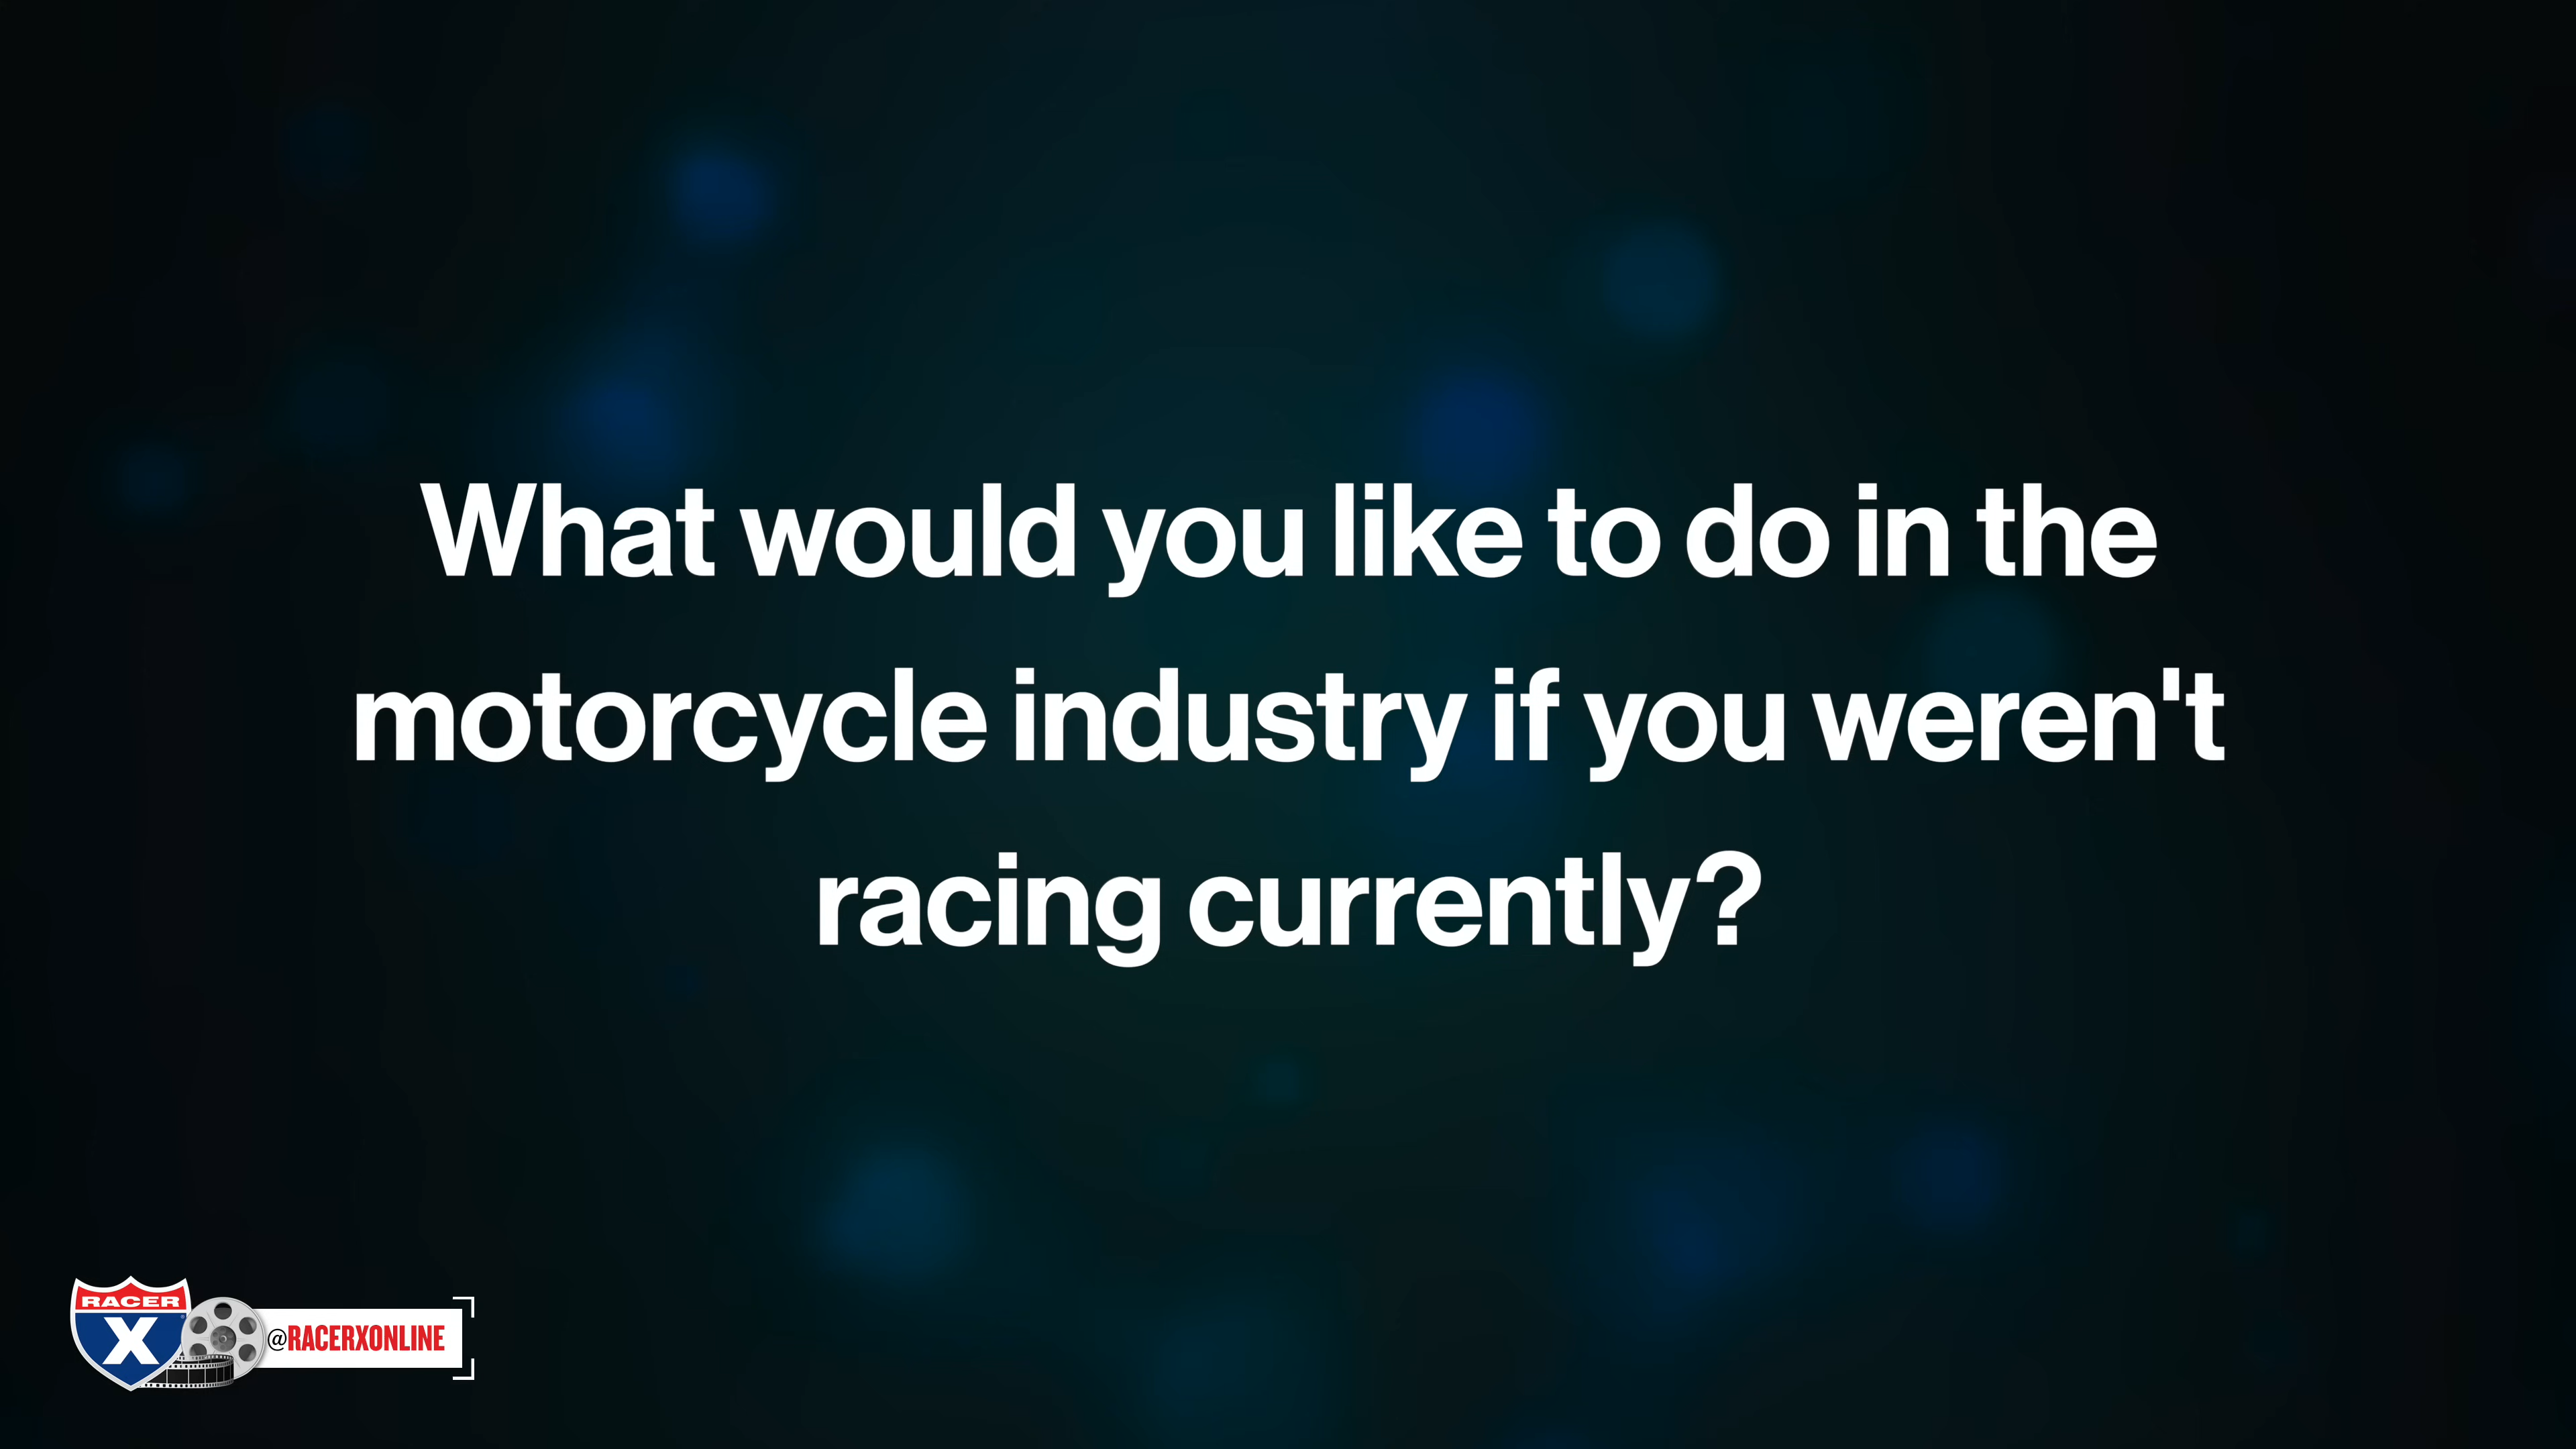 What would you like to do in the
motorcycle industry if you weren't
racing currently?
RACER
X
@RACERXONLINE